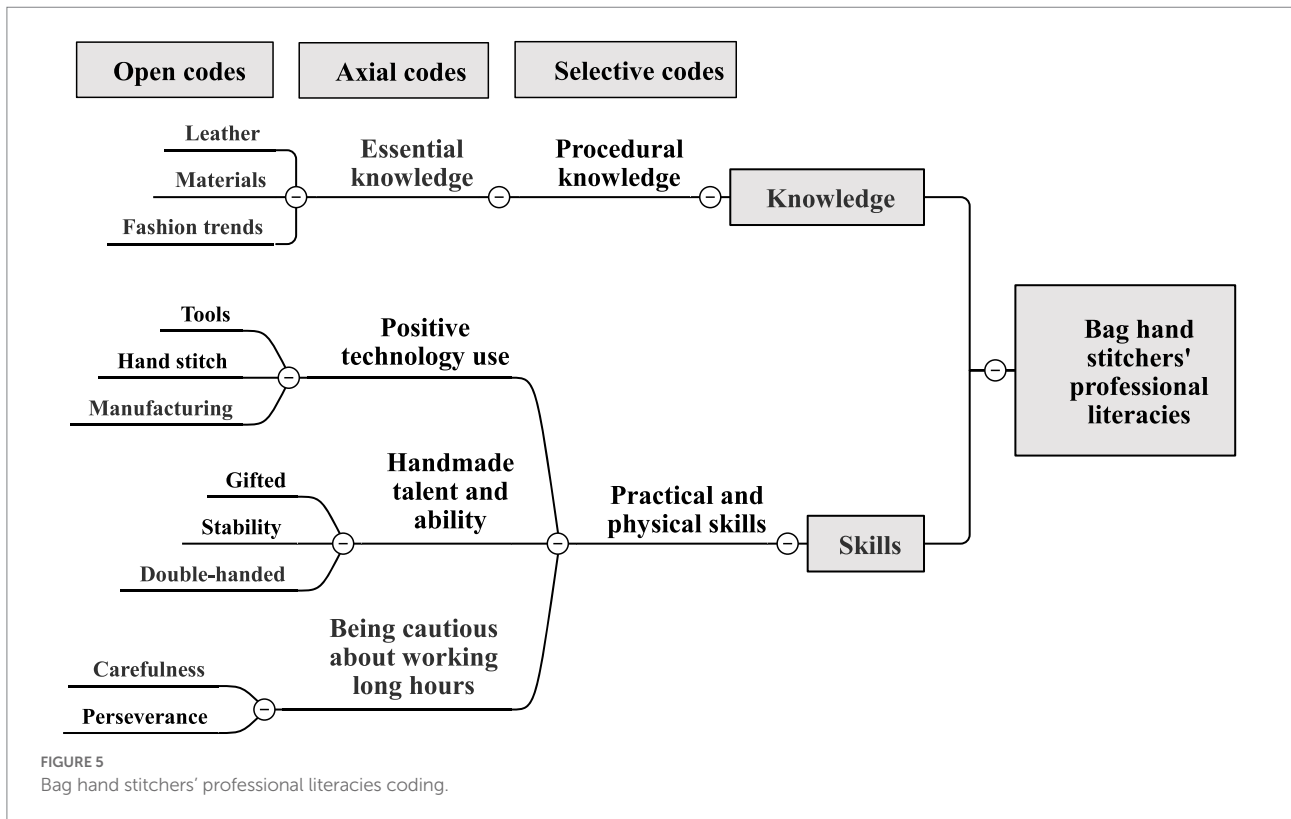 Open codes
Axial codes
Selective codes
Leather
Materials
Fashion trends
Essential
knowledge
Procedural
knowledge
Knowledge
Tools
Hand stitch
Manufacturing
Positive
technology use
Gifted
Stability
Double-handed
Handmade
talent and
ability
Practical and
physical skills
Skills
Carefulness
Perseverance
Being cautious
about working
long hours
Bag hand
stitchers'
professional
literacies
FIGURE 5
Bag hand stitchers’ professional literacies coding.